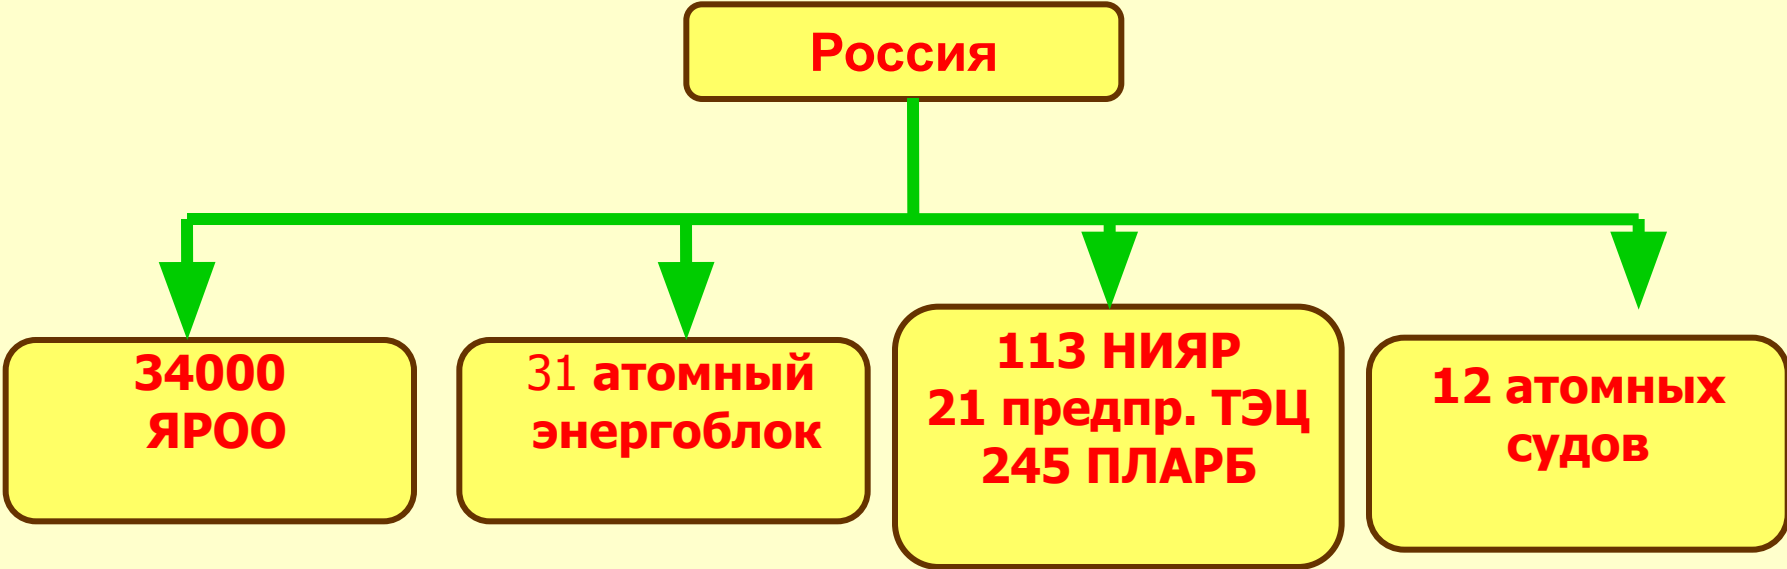 Россия
34000
ЯРОО
31 атомный
энергоблок
113 НИЯР
21 предпр. ТЭЦ
245 ПЛАРБ
12 атомных
судов